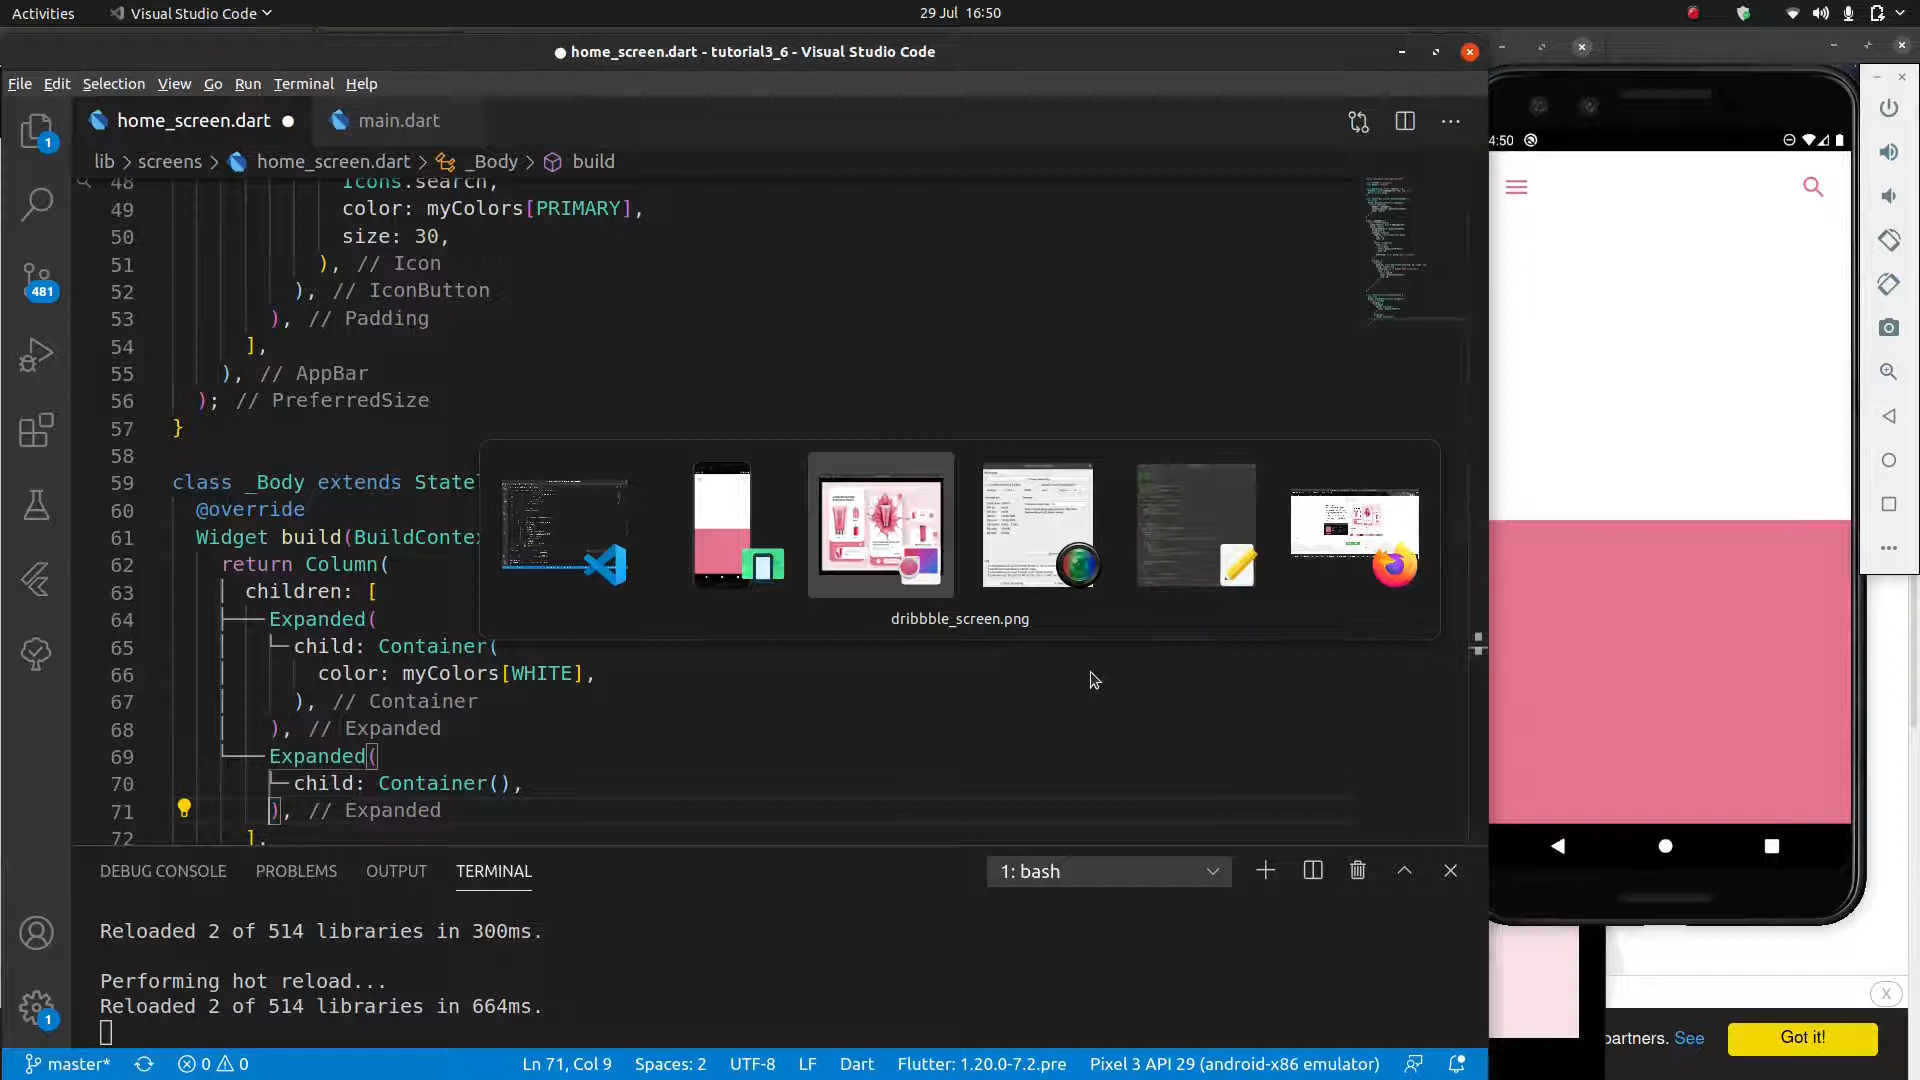 Activities
Visual Studio Code
29 Jul 16:50
● home_screen.dart - tutorial3_6 - Visual Studio Code
File Edit Selection View Go Run Terminal Help
home_screen.dart
main.dart
lib > screens > home_screen.dart > _Body > build
48 Icons.search,
49 color: myColors[PRIMARY],
50 size: 30,
51 ), // Icon
52 ), // IconButton
53 ), // Padding
54 ],
55 ), // AppBar
56 ); // PreferredSize
57 }
58
59 class _Body extends State
60 @override
61 Widget build(BuildConte
62 return Column(
63 children: [
64 Expanded(
65 child: Container(
66 color: myColors[WHITE],
67 ), // Container
68 ), // Expanded
69 Expanded(
70 child: Container(),
71 ), // Expanded
72 ],
dribbble_screen.png
1
481
1
DEBUG CONSOLE PROBLEMS OUTPUT TERMINAL
1: bash
Reloaded 2 of 514 libraries in 300ms.
Performing hot reload...
Reloaded 2 of 514 libraries in 664ms.
master* 0 0 Ln 71, Col 9 Spaces: 2 UTF-8 LF Dart Flutter: 1.20.0-7.2.pre Pixel 3 API 29 (android-x86 emulator)
4:50
X
partners. See
Got it!